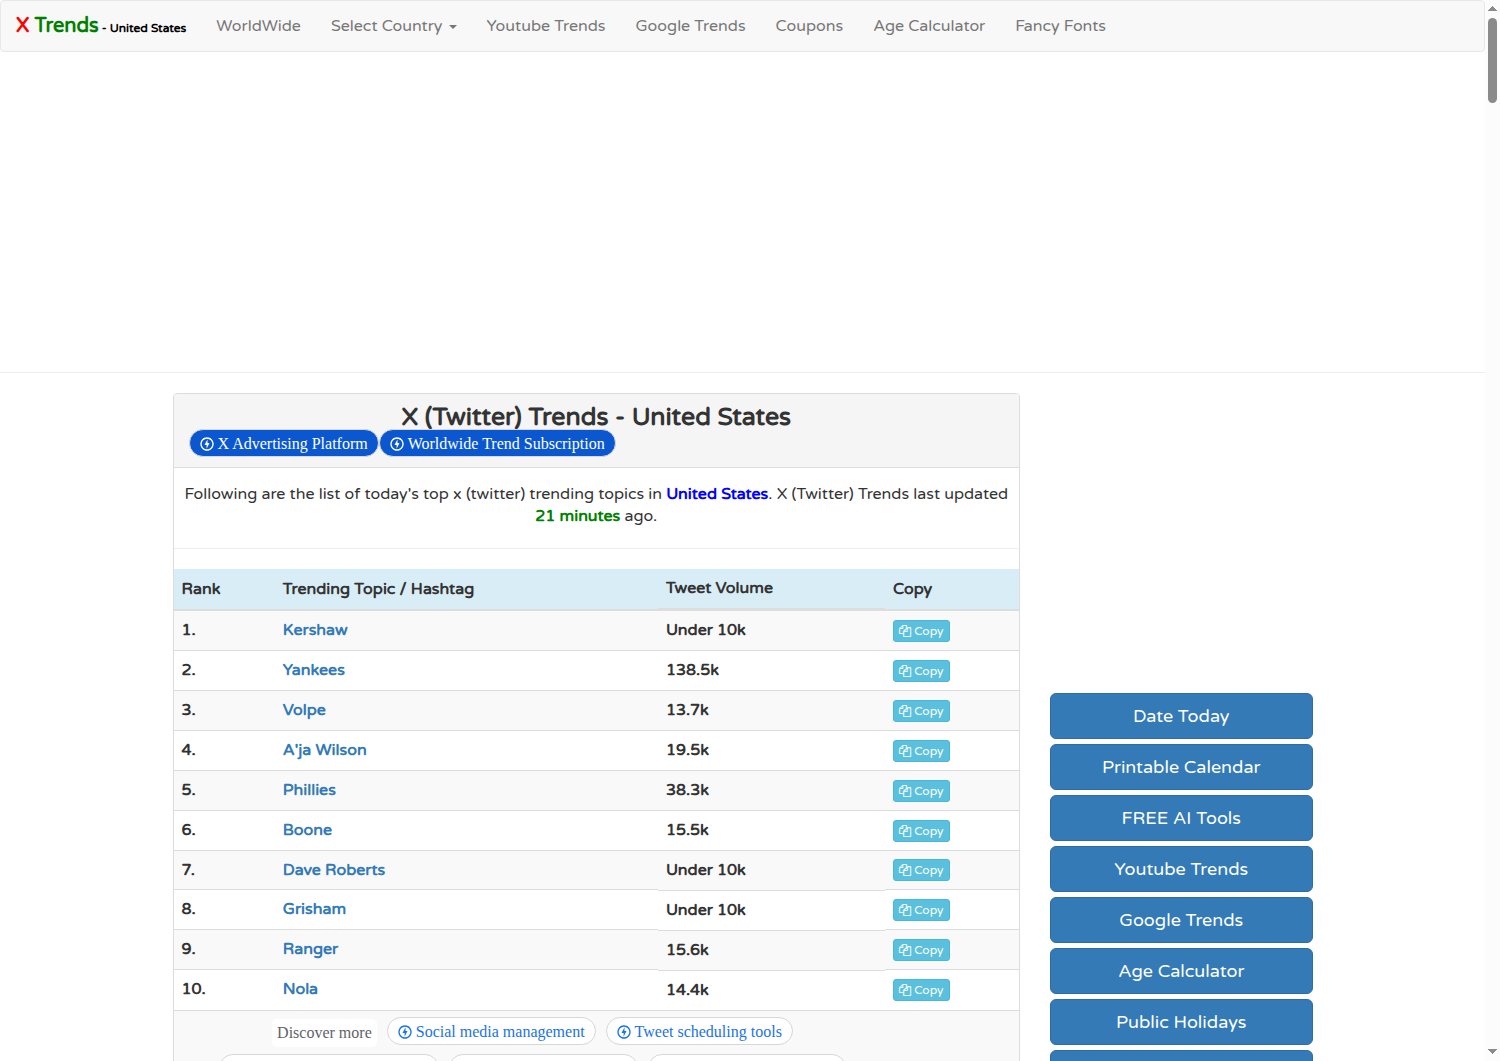 X Trends - United States WorldWide Select Country Youtube Trends Google Trends Coupons Age Calculator Fancy Fonts
X (Twitter) Trends - United States
X Advertising Platform Worldwide Trend Subscription
Following are the list of today's top x (twitter) trending topics in United States. X (Twitter) Trends last updated
21 minutes ago.
Rank Trending Topic / Hashtag Tweet Volume Copy
1. Kershaw Under 10k Copy
2. Yankees 138.5k Copy
3. Volpe 13.7k Copy
4. A'ja Wilson 19.5k Copy
5. Phillies 38.3k Copy
6. Boone 15.5k Copy
7. Dave Roberts Under 10k Copy
8. Grisham Under 10k Copy
9. Ranger 15.6k Copy
10. Nola 14.4k Copy
Discover more Social media management Tweet scheduling tools
Date Today
Printable Calendar
FREE AI Tools
Youtube Trends
Google Trends
Age Calculator
Public Holidays